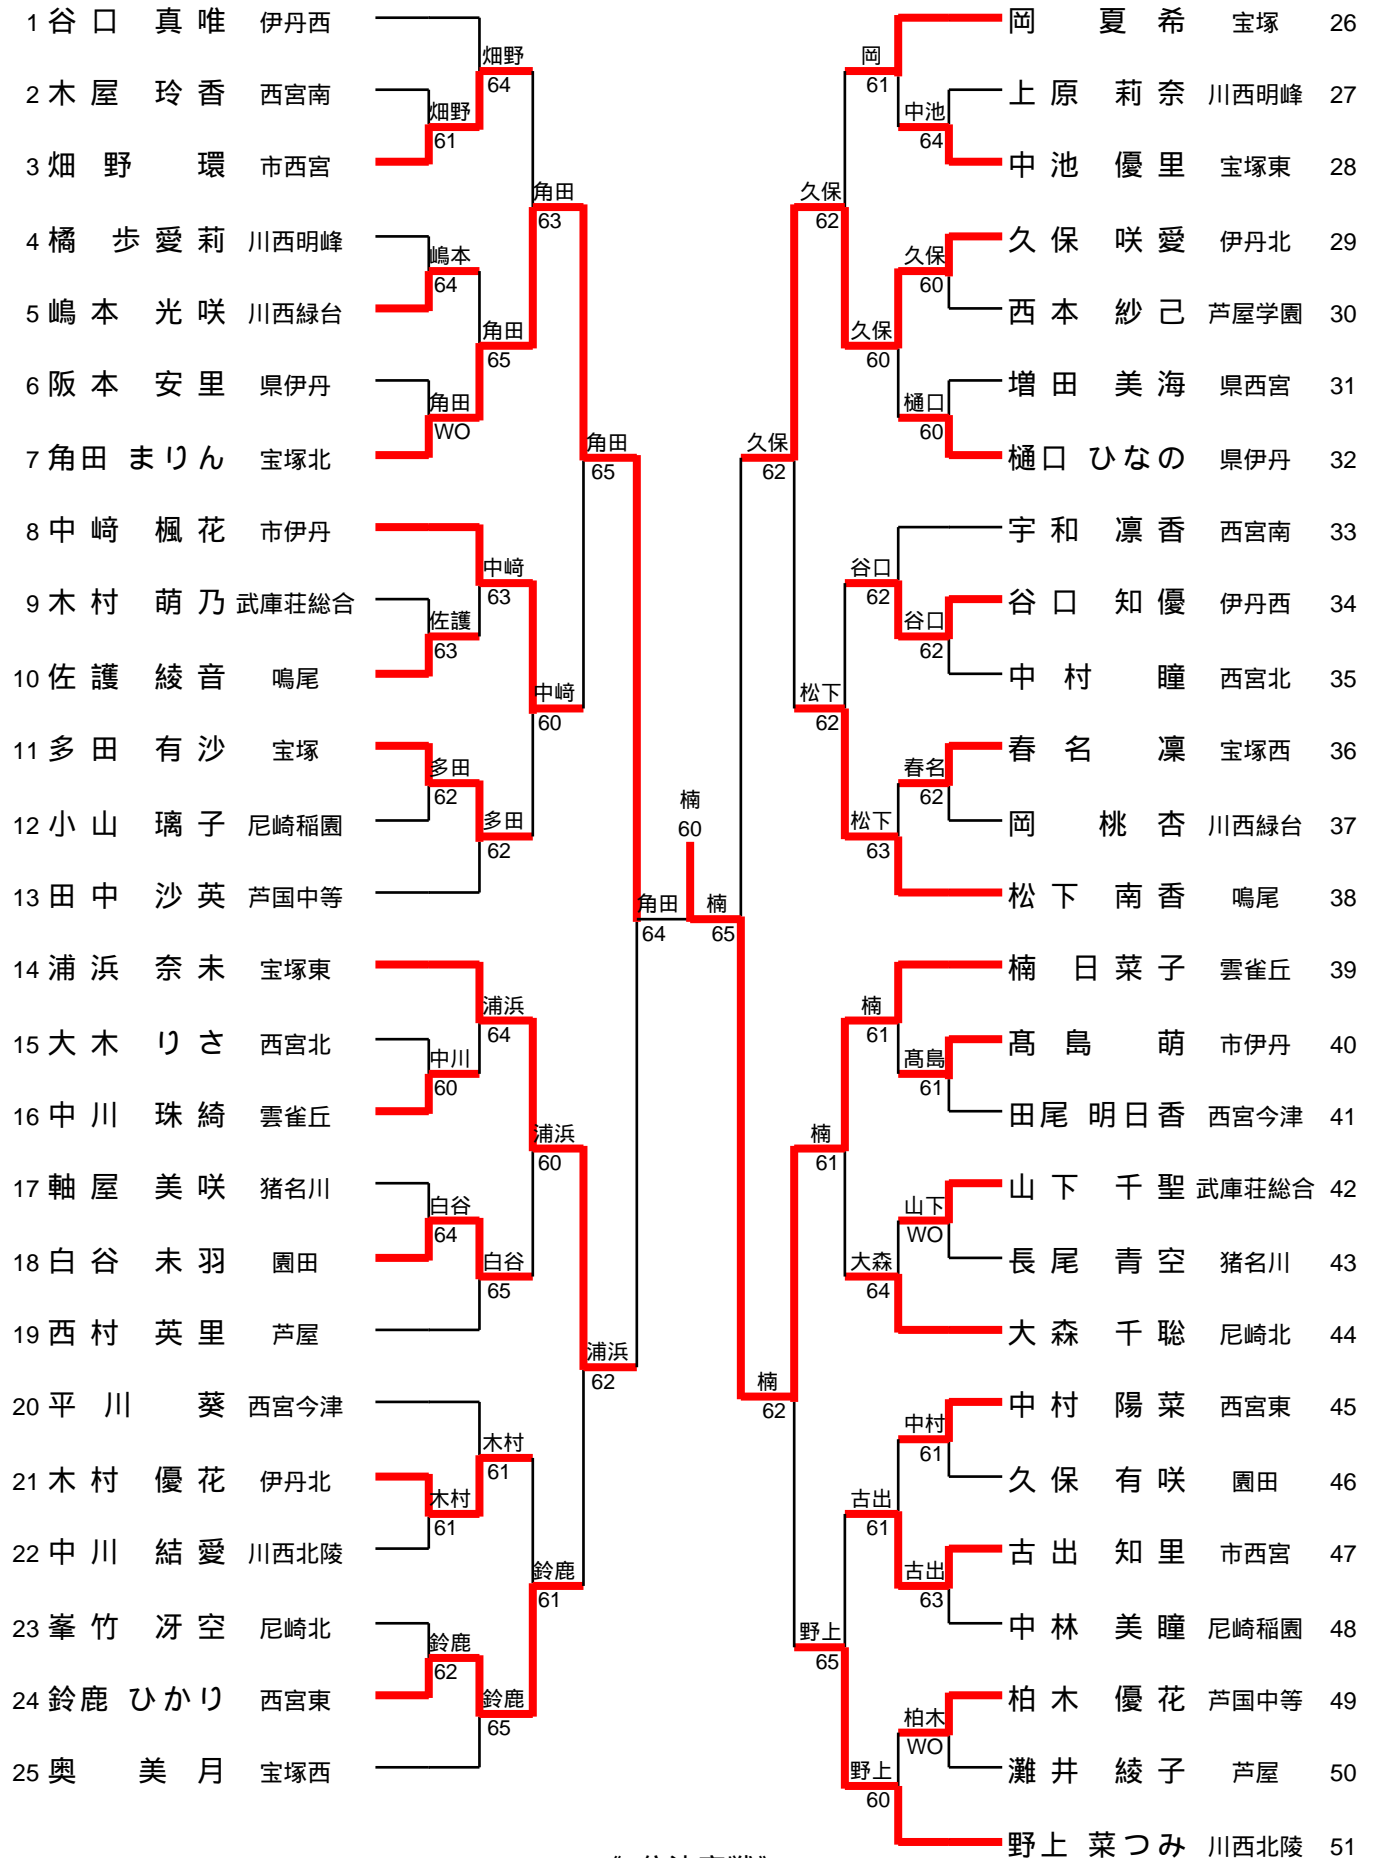 1 谷口 真唯 伊丹西
2 木屋 玲香 西宮南
3 畑野 環 市西宮
4 橘 歩愛莉 川西明峰
5 嶋本 光咲 川西緑台
6 阪本 安里 県伊丹
7 角田 まりん 宝塚北
8 中﨑 楓花 市伊丹
9 木村 萌乃 武庫荘総合
10 佐護 綾音 鳴尾
11 多田 有沙 宝塚
12 小山 璃子 尼崎稲園
13 田中 沙英 芦国中等
14 浦浜 奈未 宝塚東
15 大木 りさ 西宮北
16 中川 珠綺 雲雀丘
17 軸屋 美咲 猪名川
18 白谷 未羽 園田
19 西村 英里 芦屋
20 平川 葵 西宮今津
21 木村 優花 伊丹北
22 中川 結愛 川西北陵
23 峯竹 冴空 尼崎北
24 鈴鹿 ひかり 西宮東
25 奥 美月 宝塚西
畑野
61
嶋本
64
角田
WO
佐護
63
多田
62
中川
60
白谷
64
木村
61
鈴鹿
62
畑野
64
角田
65
中﨑
63
多田
62
浦浜
64
白谷
65
木村
61
鈴鹿
65
角田
63
中﨑
60
浦浜
60
鈴鹿
61
角田
65
浦浜
62
角田
64
楠
60
楠
65
久保
62
楠
62
久保
62
松下
62
楠
61
野上
65
岡
61
久保
60
谷口
62
松下
63
楠
61
大森
64
古出
61
野上
60
中池
64
久保
60
樋口
60
谷口
62
春名
62
髙島
61
山下
WO
中村
61
古出
63
柏木
WO
岡 夏希 宝塚 26
上原 莉奈 川西明峰 27
中池 優里 宝塚東 28
久保 咲愛 伊丹北 29
西本 紗己 芦屋学園 30
増田 美海 県西宮 31
樋口 ひなの 県伊丹 32
宇和 凛香 西宮南 33
谷口 知優 伊丹西 34
中村 瞳 西宮北 35
春名 凜 宝塚西 36
岡 桃杏 川西緑台 37
松下 南香 鳴尾 38
楠 日菜子 雲雀丘 39
髙島 萌 市伊丹 40
田尾 明日香 西宮今津 41
山下 千聖 武庫荘総合 42
長尾 青空 猪名川 43
大森 千聡 尼崎北 44
中村 陽菜 西宮東 45
久保 有咲 園田 46
古出 知里 市西宮 47
中林 美瞳 尼崎稲園 48
柏木 優花 芦国中等 49
灘井 綾子 芦屋 50
野上 菜つみ 川西北陵 51